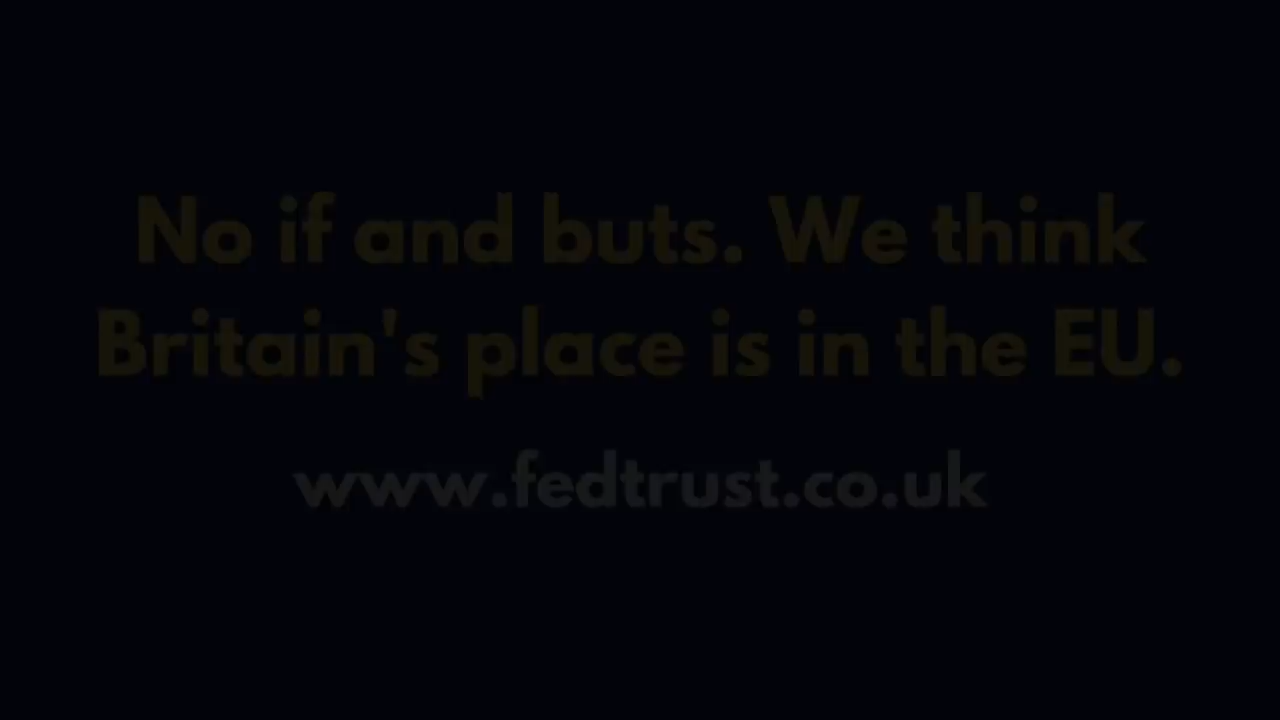 No if and buts. We think
Britain's place is in the EU.
www.fedtrust.co.uk